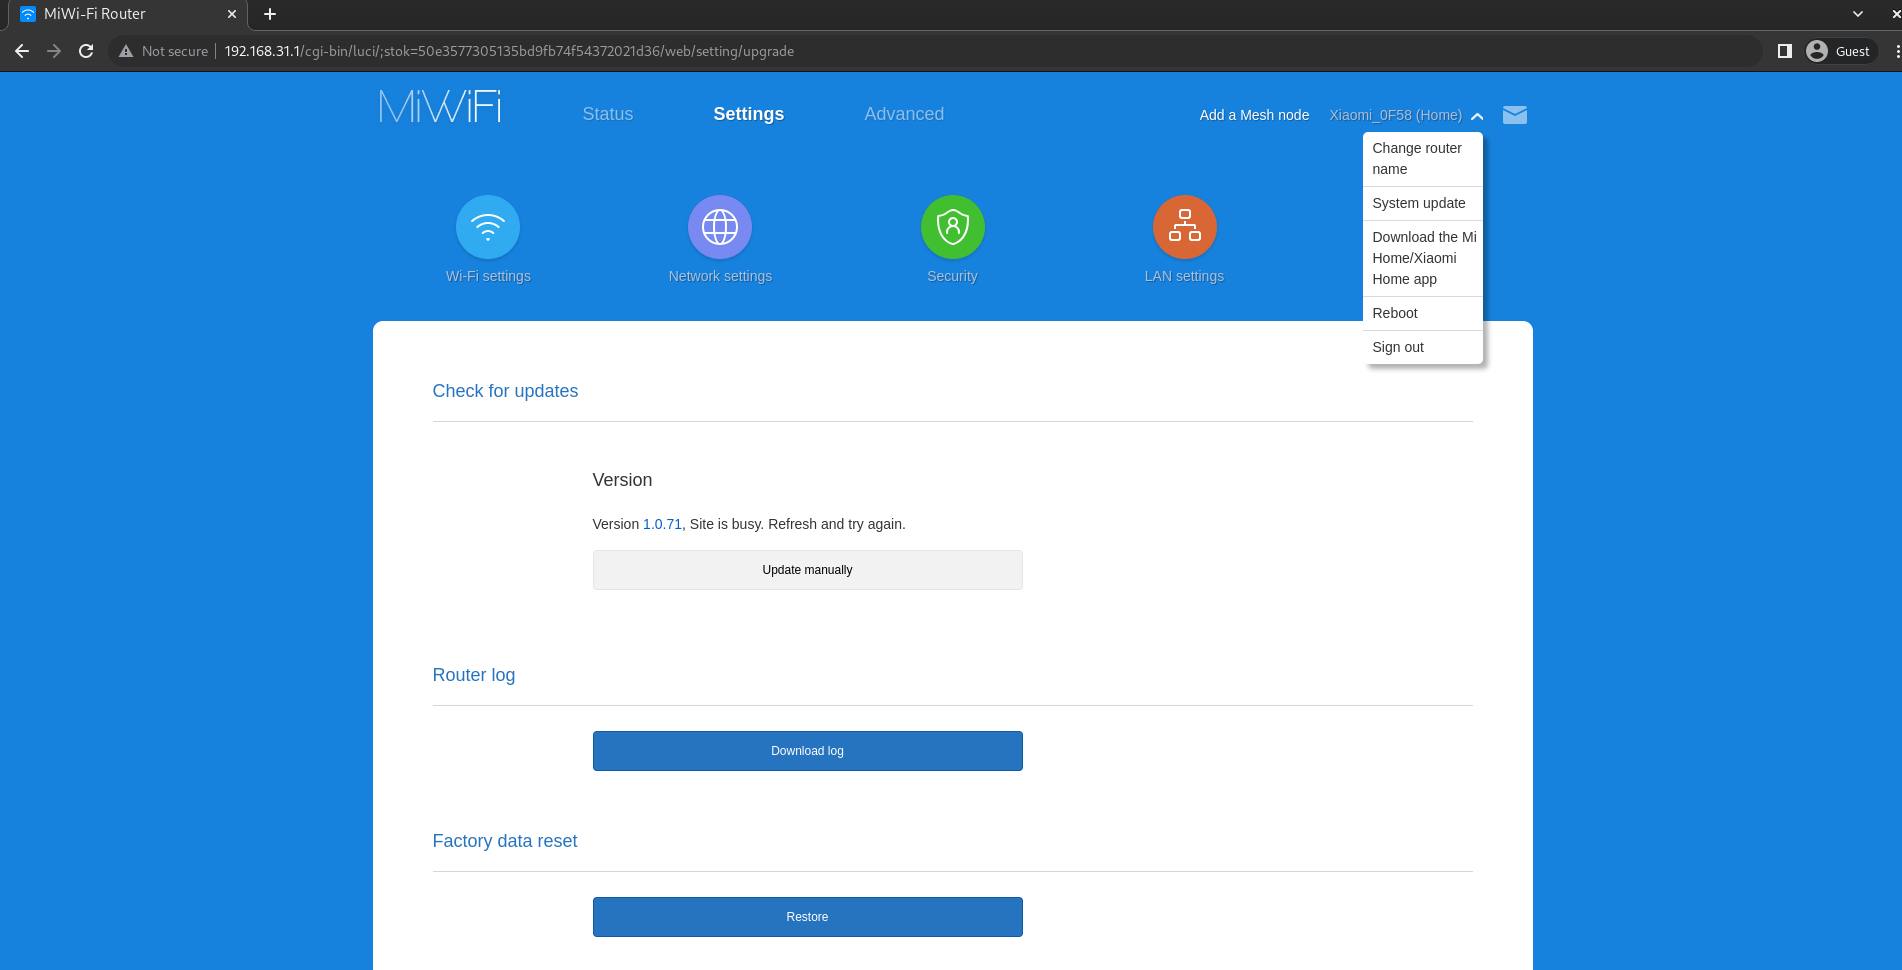 MiWi-Fi Router
Not secure
192.168.31.1/cgi-bin/luci/;stok=50e3577305135bd9fb74f54372021d36/web/setting/upgrade
Guest
MiWiFi
Status
Settings
Advanced
Add a Mesh node
Xiaomi_0F58 (Home)
Change router
name
System update
Download the Mi
Home/Xiaomi
Home app
Reboot
Sign out
Wi-Fi settings
Network settings
Security
LAN settings
Check for updates
Version
Version 1.0.71, Site is busy. Refresh and try again.
Update manually
Router log
Download log
Factory data reset
Restore